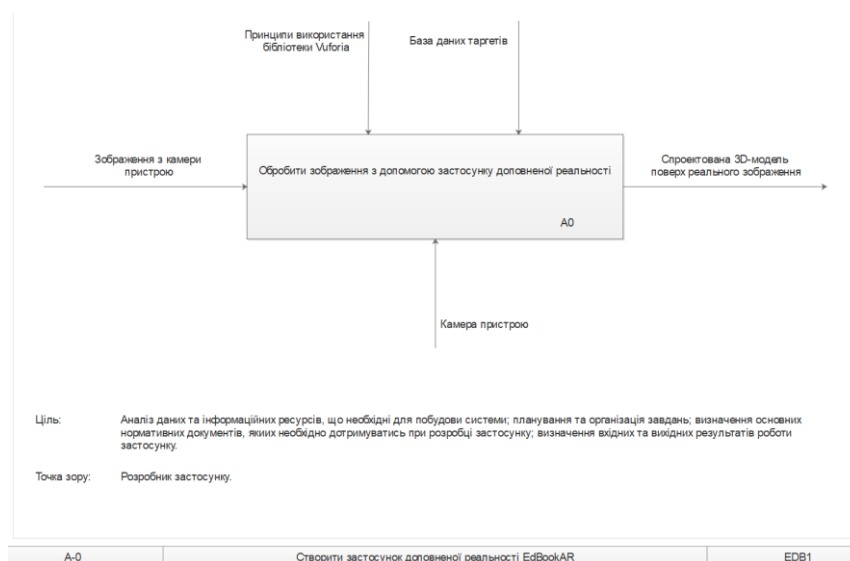 Принципи використання
бібліотеки Vuforia
База даних таргетів
Зображення з камери
пристрою
Обробити зображення з допомогою застосунку доповненої реальності
A0
Спроектована 3D-модель
поверх реального зображення
Камера пристрою
Ціль: Аналіз даних та інформаційних ресурсів, що необхідні для побудови системи; планування та організація завдань; визначення основних
нормативних документів, якиих необхідно дотримуватись при розробці застосунку; визначення вхідних та вихідних результатів роботи
застосунку.
Точка зору: Розробник застосунку.
A-0 Створити застосунок доповненої реальності EdBookAR EDB1